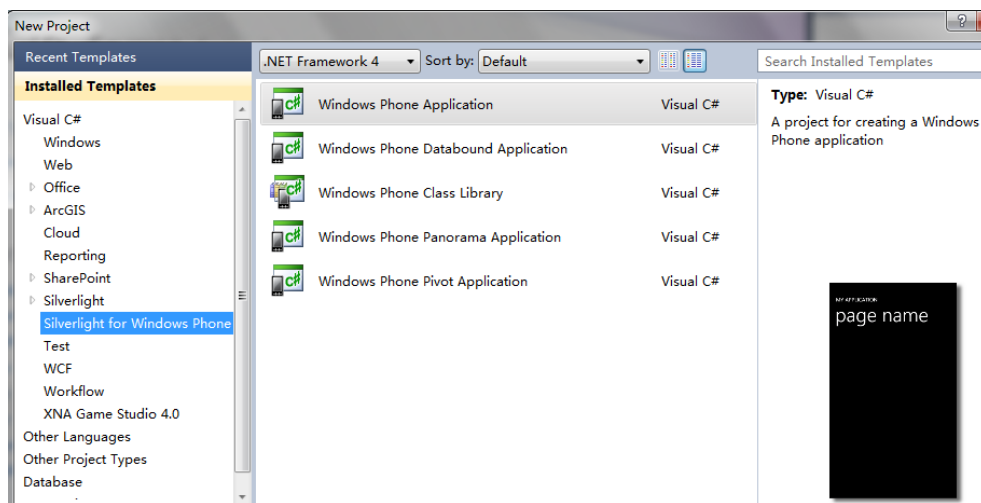 New Project
?
Recent Templates
Installed Templates
Visual C#
Windows
Web
Office
ArcGIS
Cloud
Reporting
SharePoint
Silverlight
Silverlight for Windows Phone
Test
WCF
Workflow
XNA Game Studio 4.0
Other Languages
Other Project Types
Database
.NET Framework 4 Sort by: Default
C# Windows Phone Application Visual C#
C# Windows Phone Databound Application Visual C#
C# Windows Phone Class Library Visual C#
C# Windows Phone Panorama Application Visual C#
C# Windows Phone Pivot Application Visual C#
Search Installed Templates
Type: Visual C#
A project for creating a Windows
Phone application
MY APPLICATION
page name